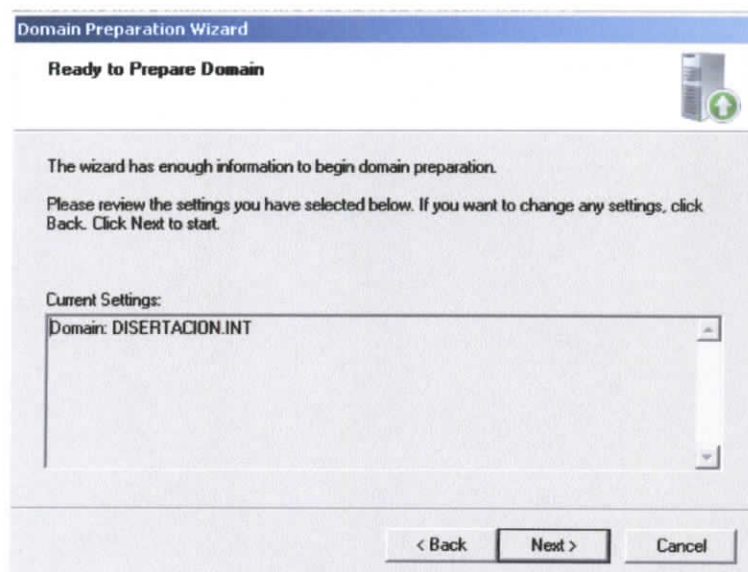 Domain Preparation Wizard
Ready to Prepare Domain
The wizard has enough information to begin domain preparation.
Please review the settings you have selected below. If you want to change any settings, click
Back. Click Next to start.
Current Settings:
Domain: DISERTACION.INT
< Back
Next >
Cancel